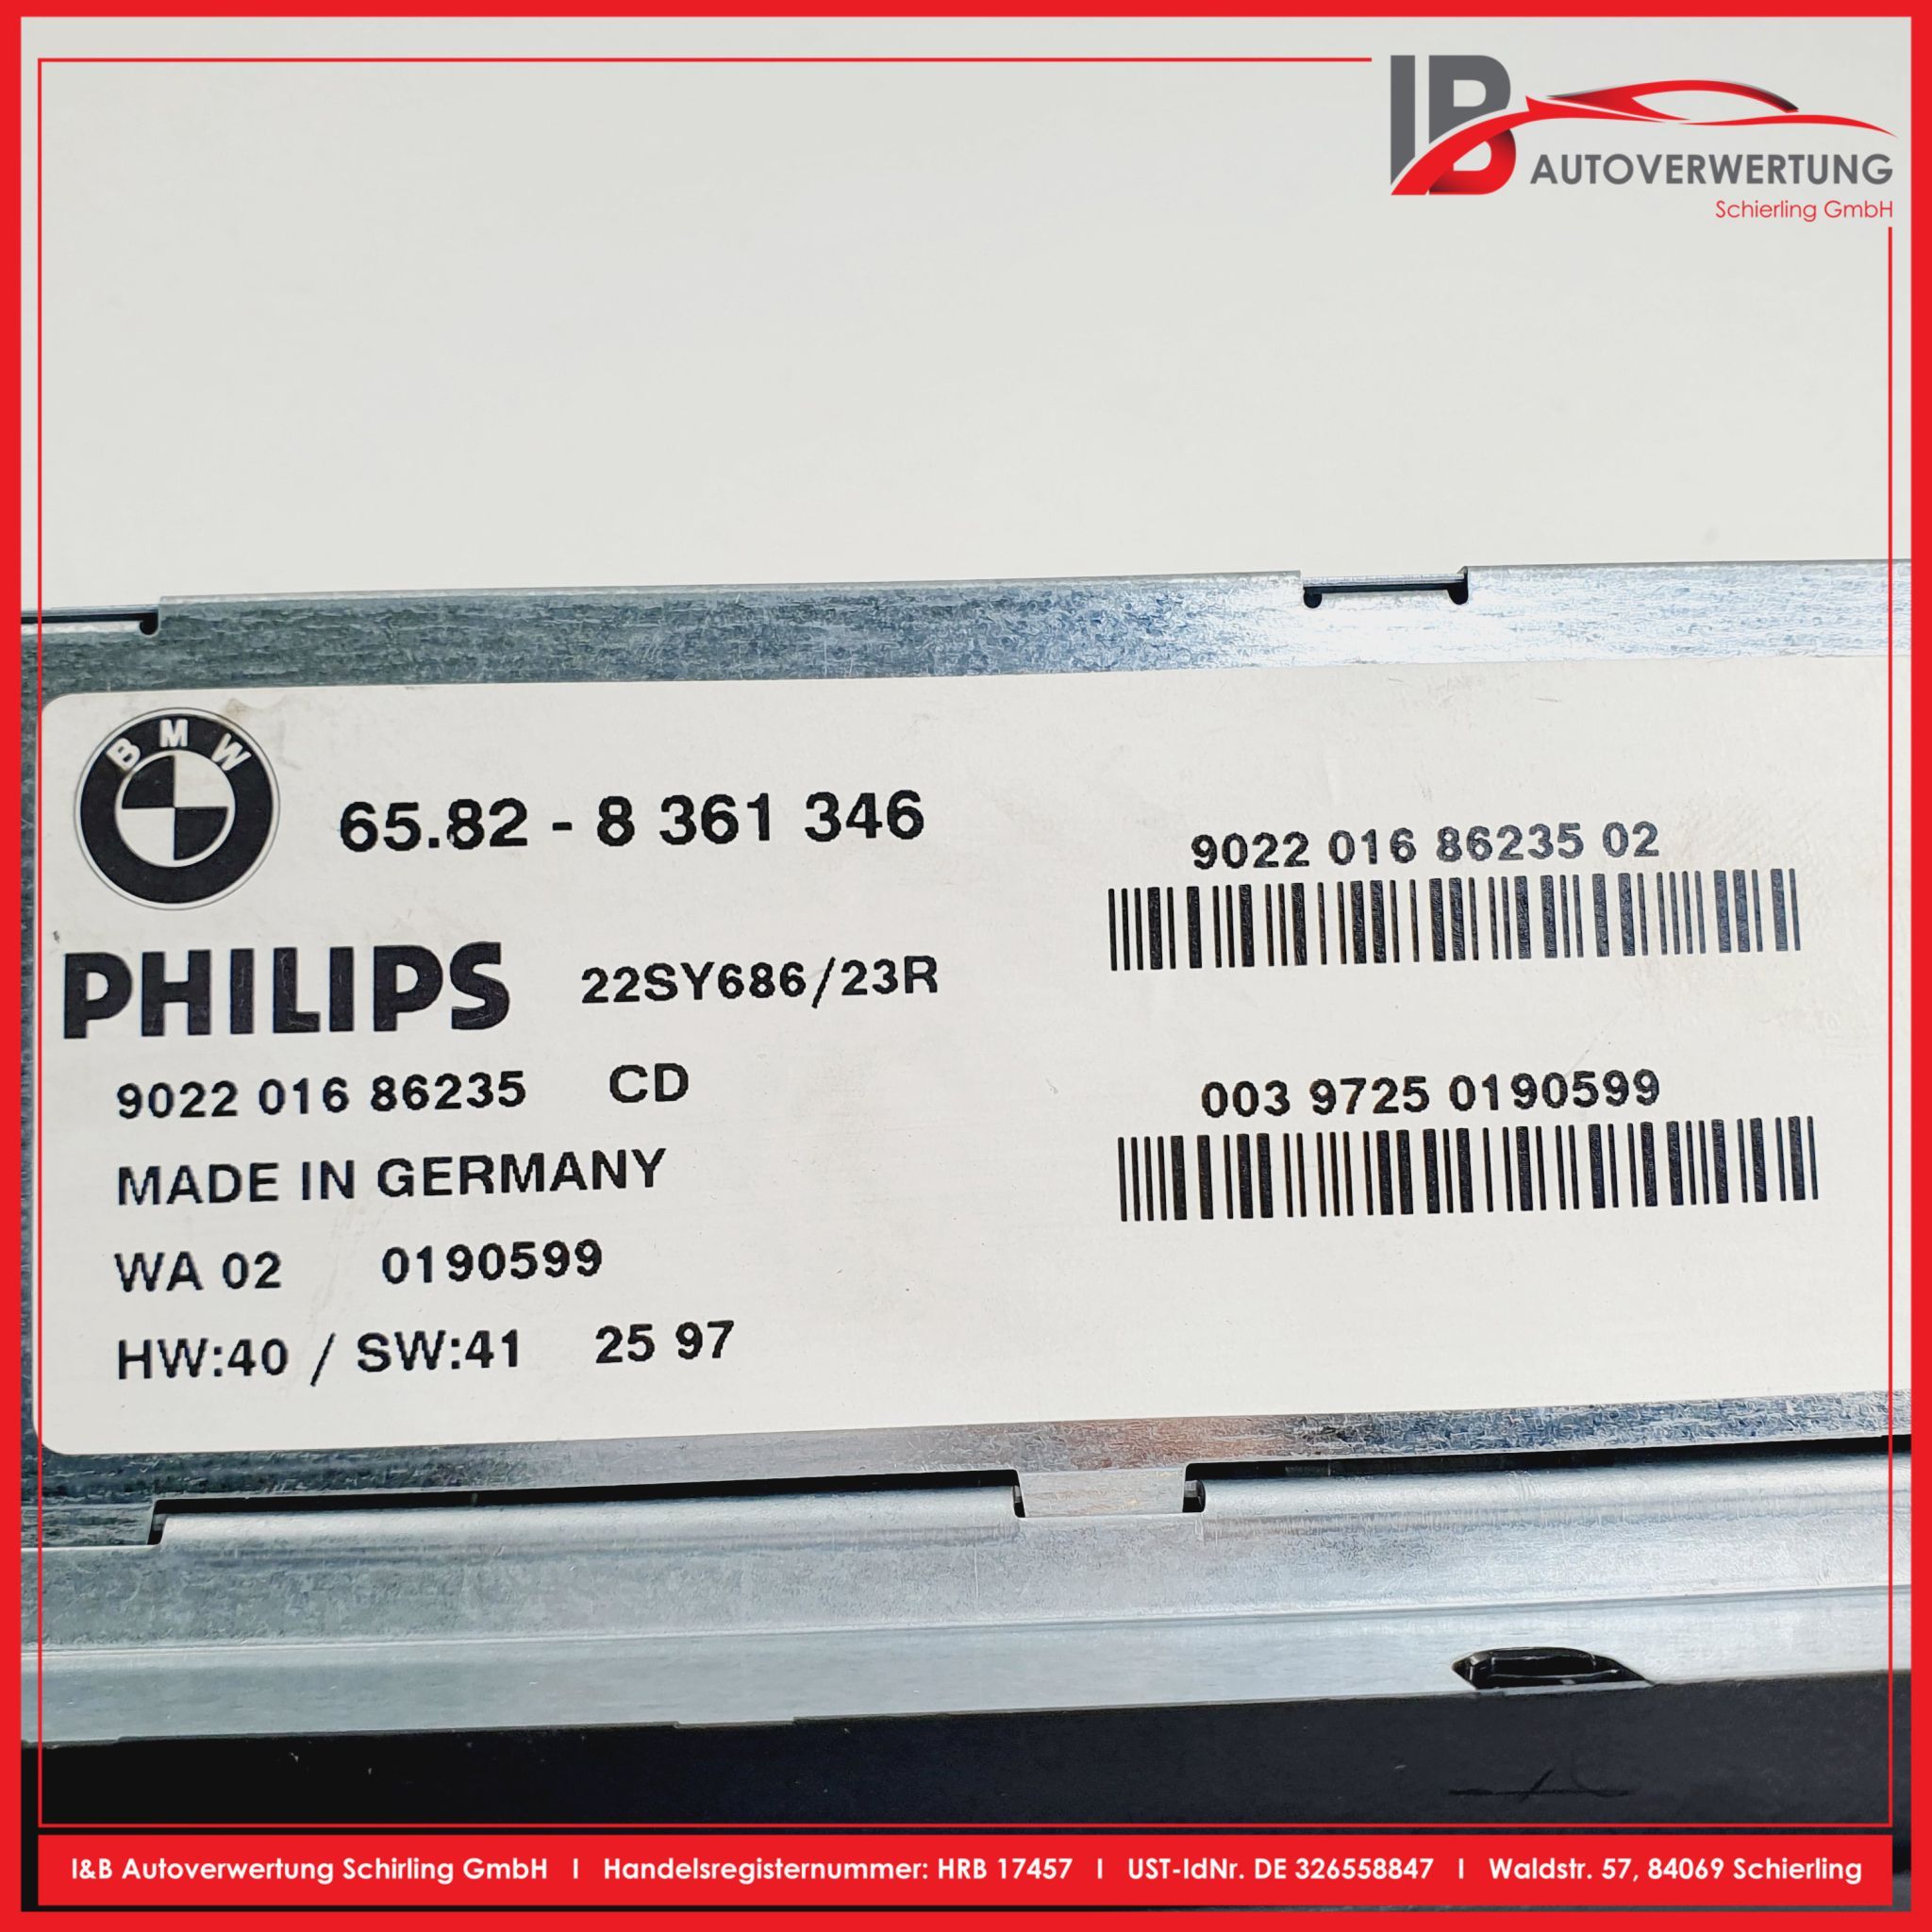 IB AUTOVERWERTUNG
Schierling GmbH
BMW
65.82 - 8 361 346
9022 016 86235 02
PHILIPS 22SY686/23R
9022 016 86235 CD
003 9725 0190599
MADE IN GERMANY
WA 02 0190599
HW:40 / SW:41 25 97
I&B Autoverwertung Schirling GmbH I Handelsregisternummer: HRB 17457 I UST-IdNr. DE 326558847 I Waldstr. 57, 84069 Schierling